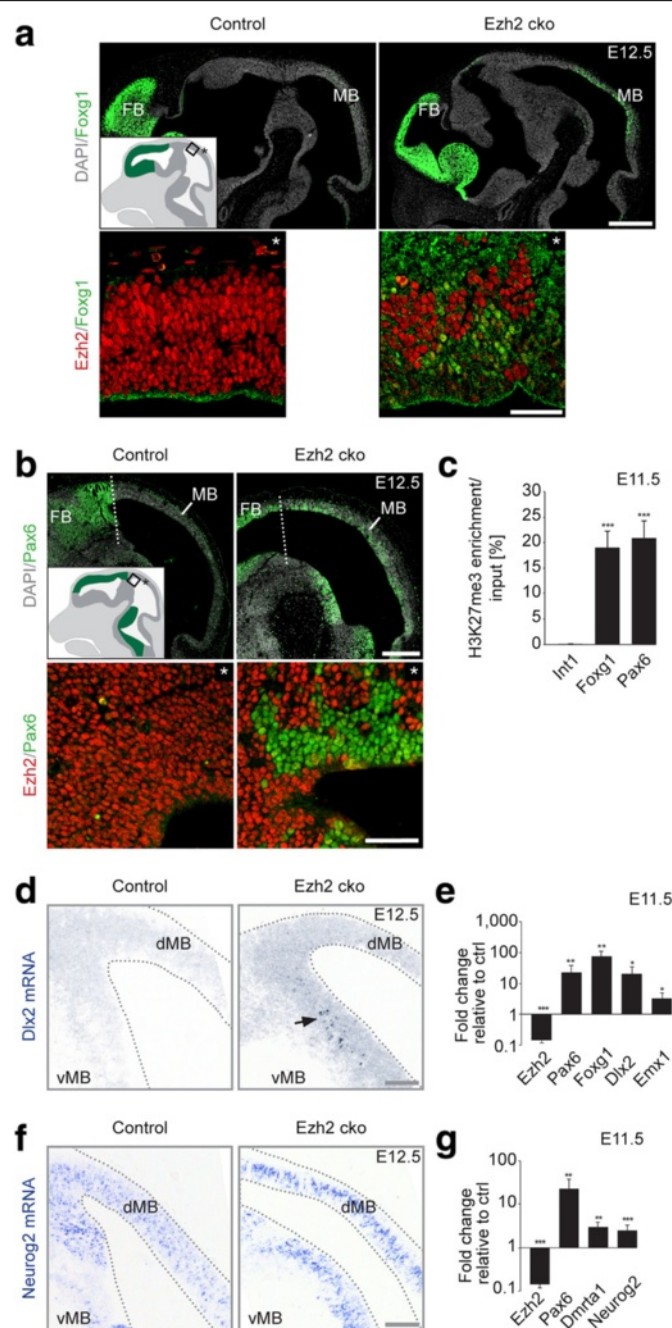 a
Control
Ezh2 cko
DAPI/Foxg1
FB
MB
*
FB
MB
E12.5
Ezh2/Foxg1
*
*
b
Control
Ezh2 cko
DAPI/Pax6
FB
MB
*
E12.5
MB
FB
Ezh2/Pax6
*
*
c
E11.5
H3K27me3 enrichment/
input [%]
30
25
20
15
10
5
0
***
***
Int1
Foxg1
Pax6
d
Control
Ezh2 cko
Dlx2 mRNA
dMB
vMB
E12.5
dMB
vMB
e
E11.5
Fold change
relative to ctrl
1,000
100
10
1
0.1
***
**
**
*
*
Ezh2
Pax6
Foxg1
Dlx2
Emx1
f
Control
Ezh2 cko
Neurog2 mRNA
dMB
vMB
E12.5
dMB
vMB
g
E11.5
Fold change
relative to ctrl
100
10
1
0.1
***
**
**
***
Ezh2
Pax6
Dmrta1
Neurog2